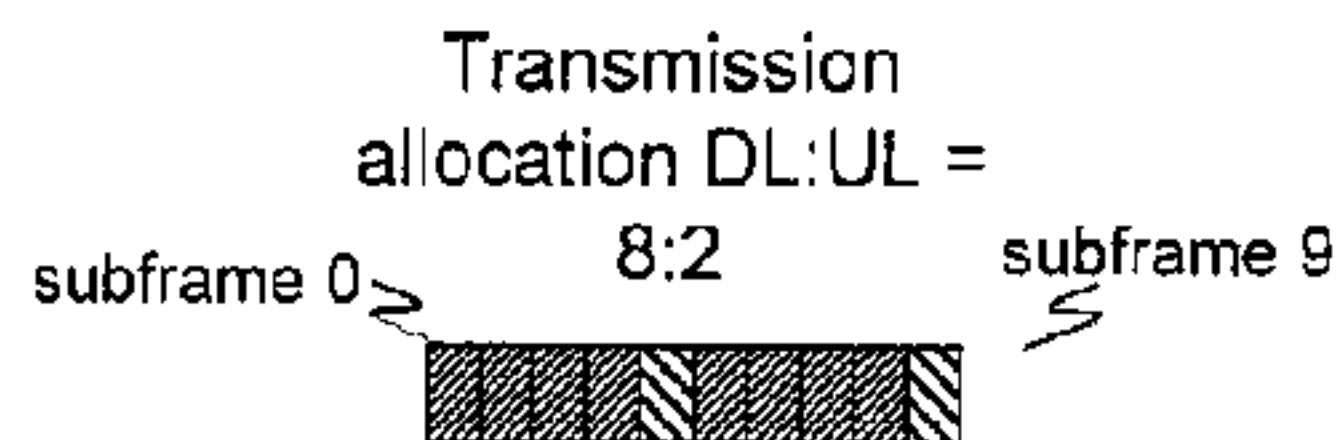 Transmission
allocation DL:UL =
8:2
subframe 0
subframe 9